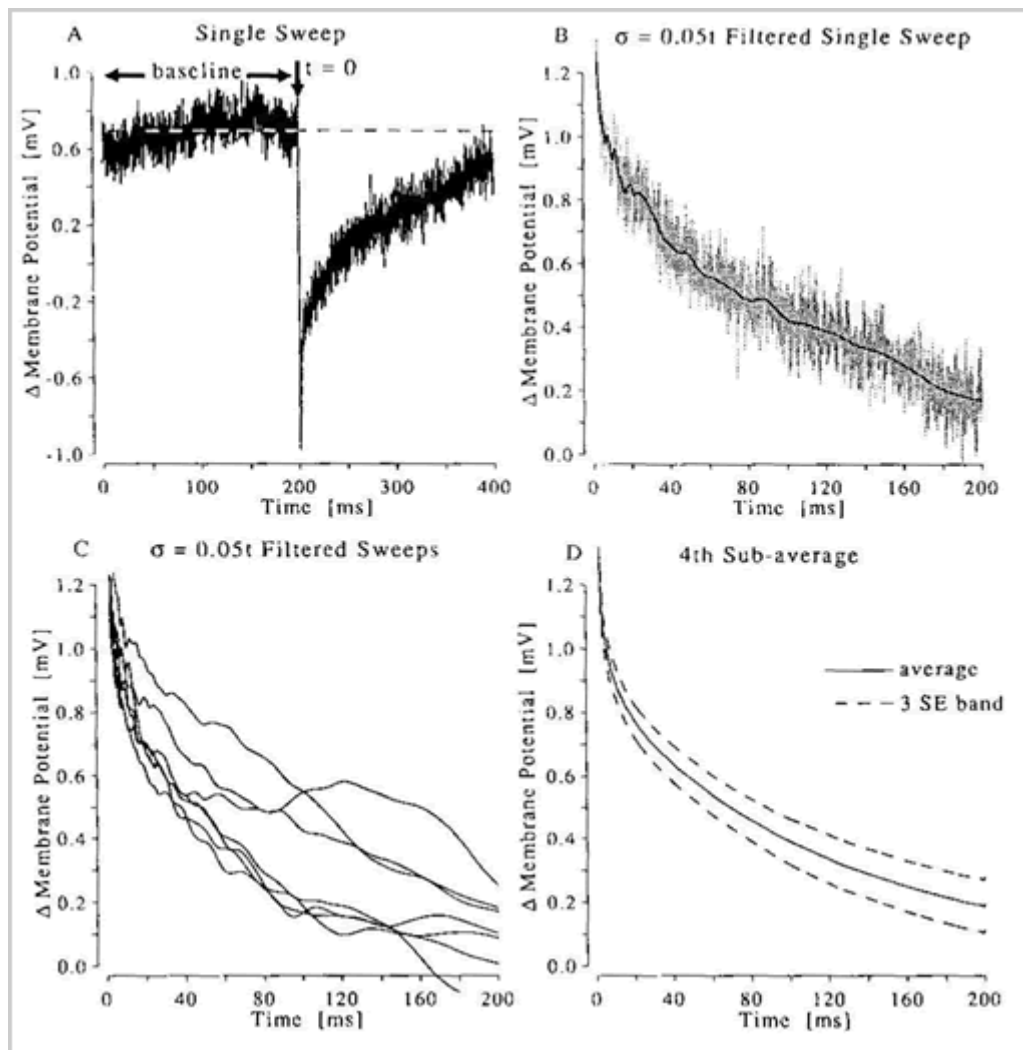 A
Single Sweep
baseline
t = 0
Δ Membrane Potential [mV]
1.0
0.6
0.2
-0.2
-0.6
-1.0
0 100 200 300 400
Time [ms]
B
σ = 0.05t Filtered Single Sweep
Δ Membrane Potential [mV]
1.2
1.0
0.8
0.6
0.4
0.2
0.0
0 40 80 120 160 200
Time [ms]
C
σ = 0.05t Filtered Sweeps
Δ Membrane Potential [mV]
1.2
1.0
0.8
0.6
0.4
0.2
0.0
0 40 80 120 160 200
Time [ms]
D
4th Sub-average
Δ Membrane Potential [mV]
1.2
1.0
0.8
0.6
0.4
0.2
0.0
average
3 SE band
0 40 80 120 160 200
Time [ms]